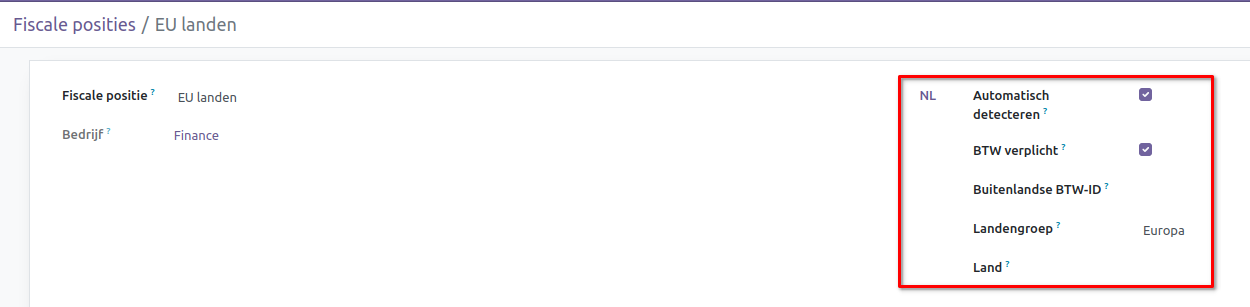 Fiscale posities / EU landen
Fiscale positie ? EU landen
Bedrijf ? Finance
NL
Automatisch
detecteren ?
BTW verplicht ?
Buitenlandse BTW-ID ?
Landengroep ? Europa
Land ?